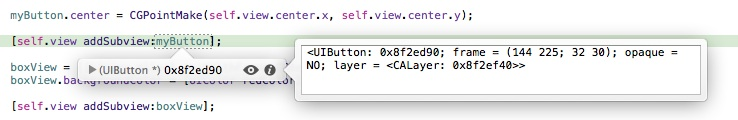 myButton.center = CGPointMake(self.view.center.x, self.view.center.y);
[self.view addSubview:myButton];
boxView =
(UIButton *) 0x8f2ed90
<UIButton: 0x8f2ed90; frame = (144 225; 32 30); opaque =
NO; layer = <CALayer: 0x8f2ef40>>
boxView.
[self.view addSubview:boxView];